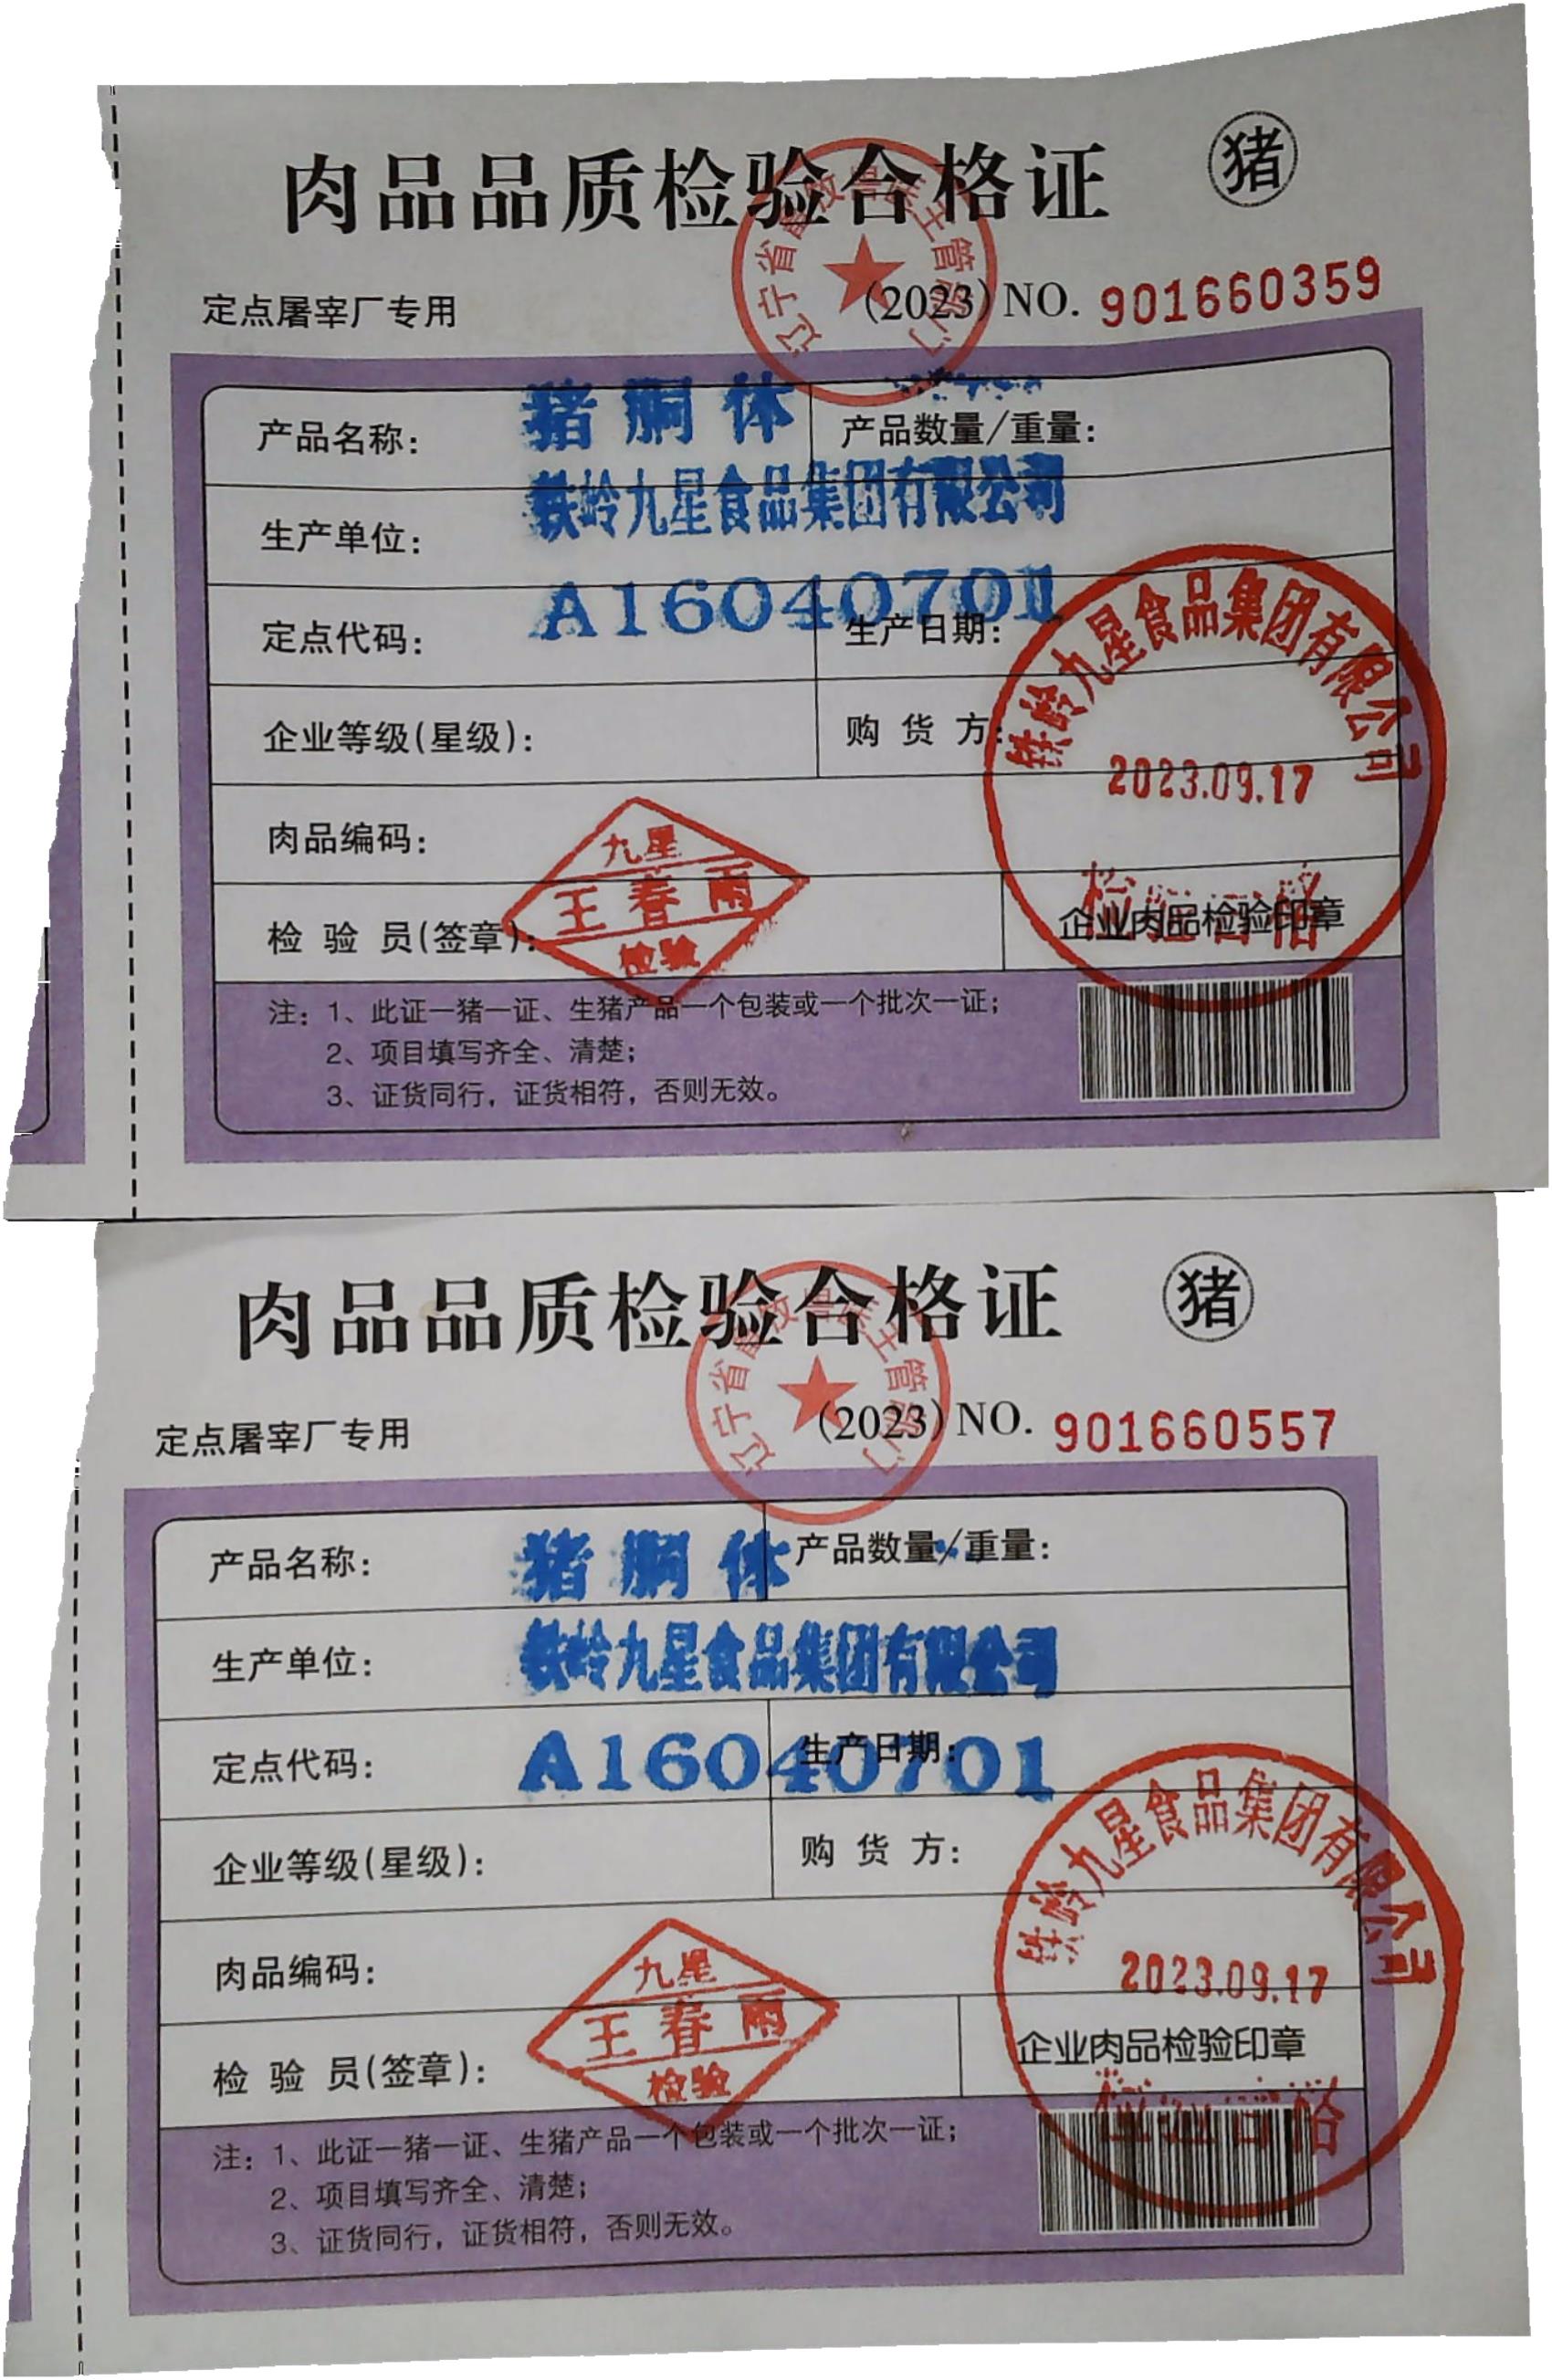 肉品品质检验合格证 猪
辽宁省畜牧兽医主管部门
定点屠宰厂专用 (2023) NO. 901660359
产品名称: 猪胴体 产品数量/重量:
生产单位: 铁岭九星食品集团有限公司
定点代码: A16040701 生产日期:
企业等级(星级): 购货方:
铁岭九星食品集团有限公司
2023.09.17
检验合格
肉品编码:
九星
王春雨
检验
检验员(签章): 企业肉品检验印章
注: 1、此证一猪一证、生猪产品一个包装或一个批次一证;
2、项目填写齐全、清楚;
3、证货同行, 证货相符, 否则无效。
肉品品质检验合格证 猪
辽宁省畜牧兽医主管部门
定点屠宰厂专用 (2023) NO. 901660557
产品名称: 猪胴体 产品数量/重量:
生产单位: 铁岭九星食品集团有限公司
定点代码: A16040701 生产日期:
企业等级(星级): 购货方:
铁岭九星食品集团有限公司
2023.09.17
检验合格
肉品编码:
九星
王春雨
检验
检验员(签章): 企业肉品检验印章
注: 1、此证一猪一证、生猪产品一个包装或一个批次一证;
2、项目填写齐全、清楚;
3、证货同行, 证货相符, 否则无效。